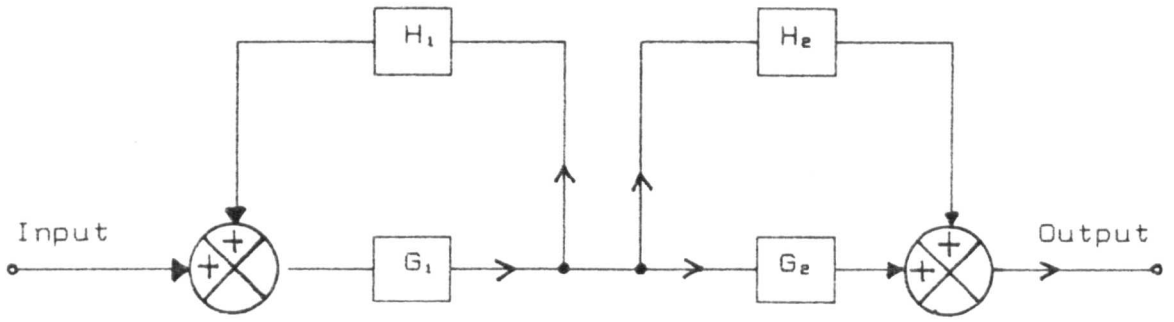 H₁
H₂
Input
+
+
G₁
G₂
+
+
Output